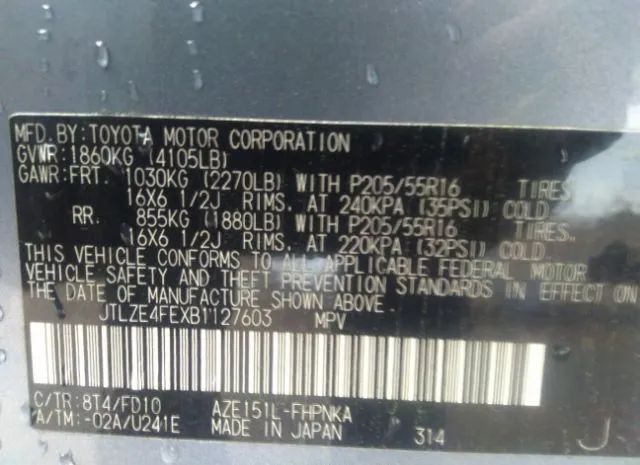 MFD. BY: TOYOTA MOTOR CORPORATION
GVWR: 1860KG (4105LB)
GAWR: FRT. 1030KG (2270LB) WITH P205/55R16 TIRES
16X6 1/2J RIMS, AT 240KPA (35PSI) COLD.
RR. 855KG (1880LB) WITH P205/55R16 TIRES.
16X6 1/2J RIMS, AT 220KPA (32PSI) COLD.
THIS VEHICLE CONFORMS TO ALL APPLICABLE FEDERAL MOTOR
VEHICLE SAFETY AND THEFT PREVENTION STANDARDS IN EFFECT ON
THE DATE OF MANUFACTURE SHOWN ABOVE.
JTLZE4FEXB1127603 MPV
C/TR: 8T4/FD10 AZE151L-FHPNKA
A/TM: -02A/U241E MADE IN JAPAN 314 J